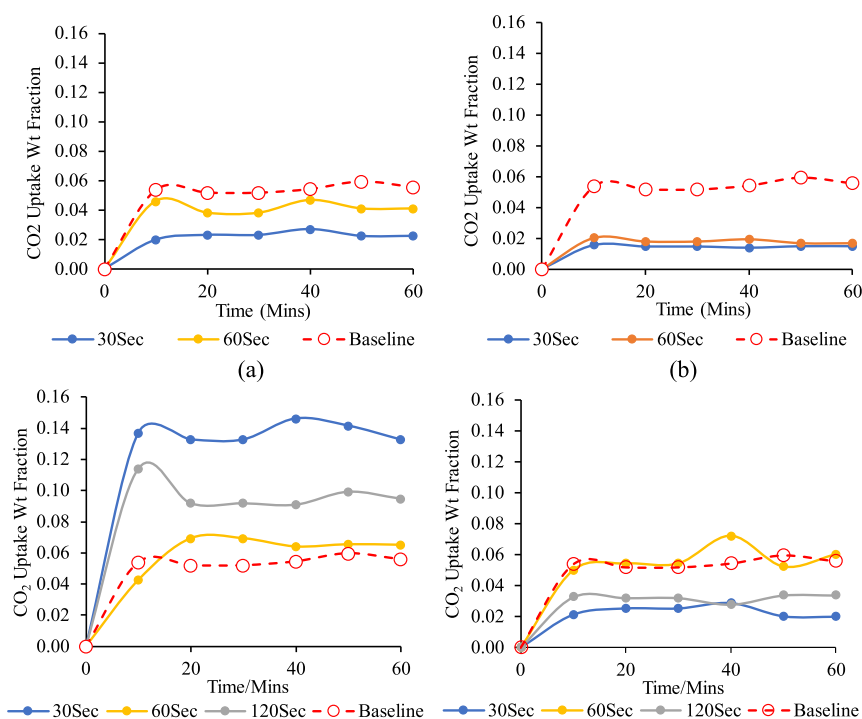 0.16
0.14
0.12
0.10
0.08
0.06
0.04
0.02
0.00
CO2 Uptake Wt Fraction
0 20 40 60
Time (Mins)
30Sec 60Sec Baseline
(a)
0.16
0.14
0.12
0.10
0.08
0.06
0.04
0.02
0.00
CO2 Uptake Wt Fraction
0 20 40 60
Time (Mins)
30Sec 60Sec Baseline
(b)
0.16
0.14
0.12
0.10
0.08
0.06
0.04
0.02
0.00
CO₂ Uptake Wt Fraction
0 20 40 60
Time/Mins
30Sec 60Sec 120Sec Baseline
0.16
0.14
0.12
0.10
0.08
0.06
0.04
0.02
0.00
CO₂ Uptake Wt Fraction
0 20 40 60
Time/Mins
30Sec 60Sec 120Sec Baseline